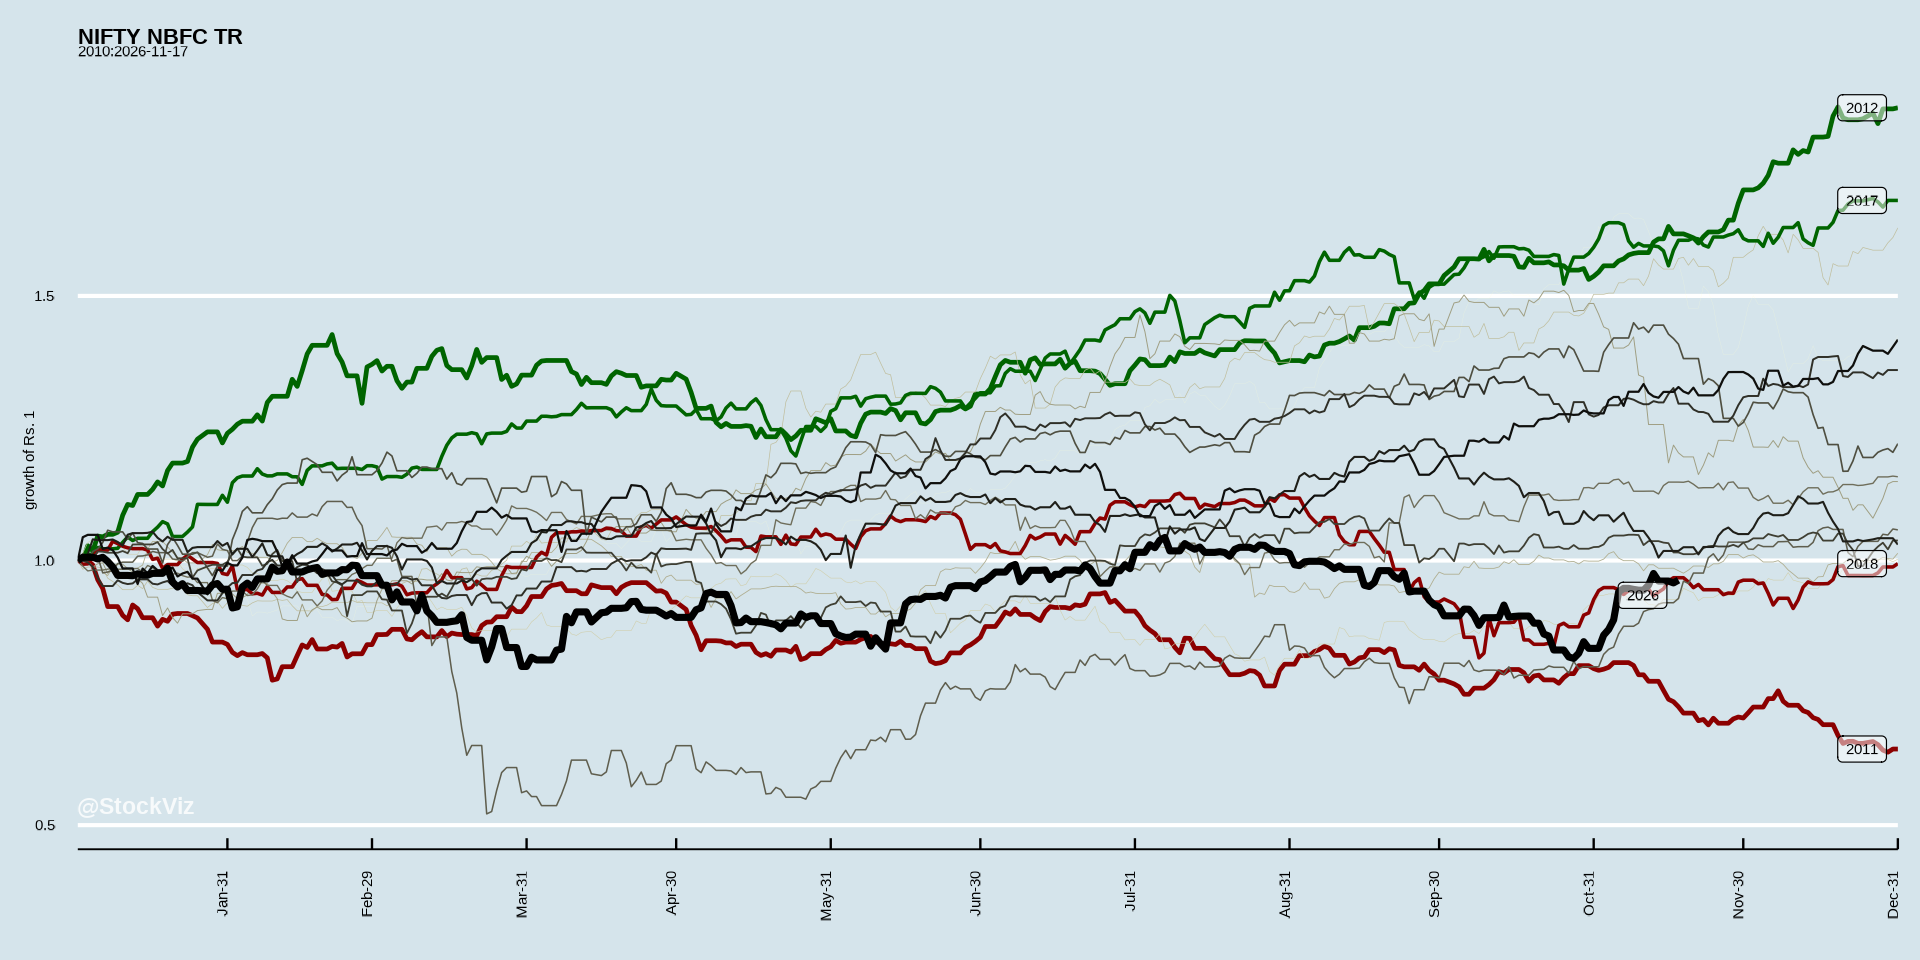 NIFTY NBFC TR
2010:2026-11-17
2012
2017
1.5
growth of Rs. 1
1.0
2018
2026
2011
@StockViz
0.5
Jan-31
Feb-29
Mar-31
Apr-30
May-31
Jun-30
Jul-31
Aug-31
Sep-30
Oct-31
Nov-30
Dec-31